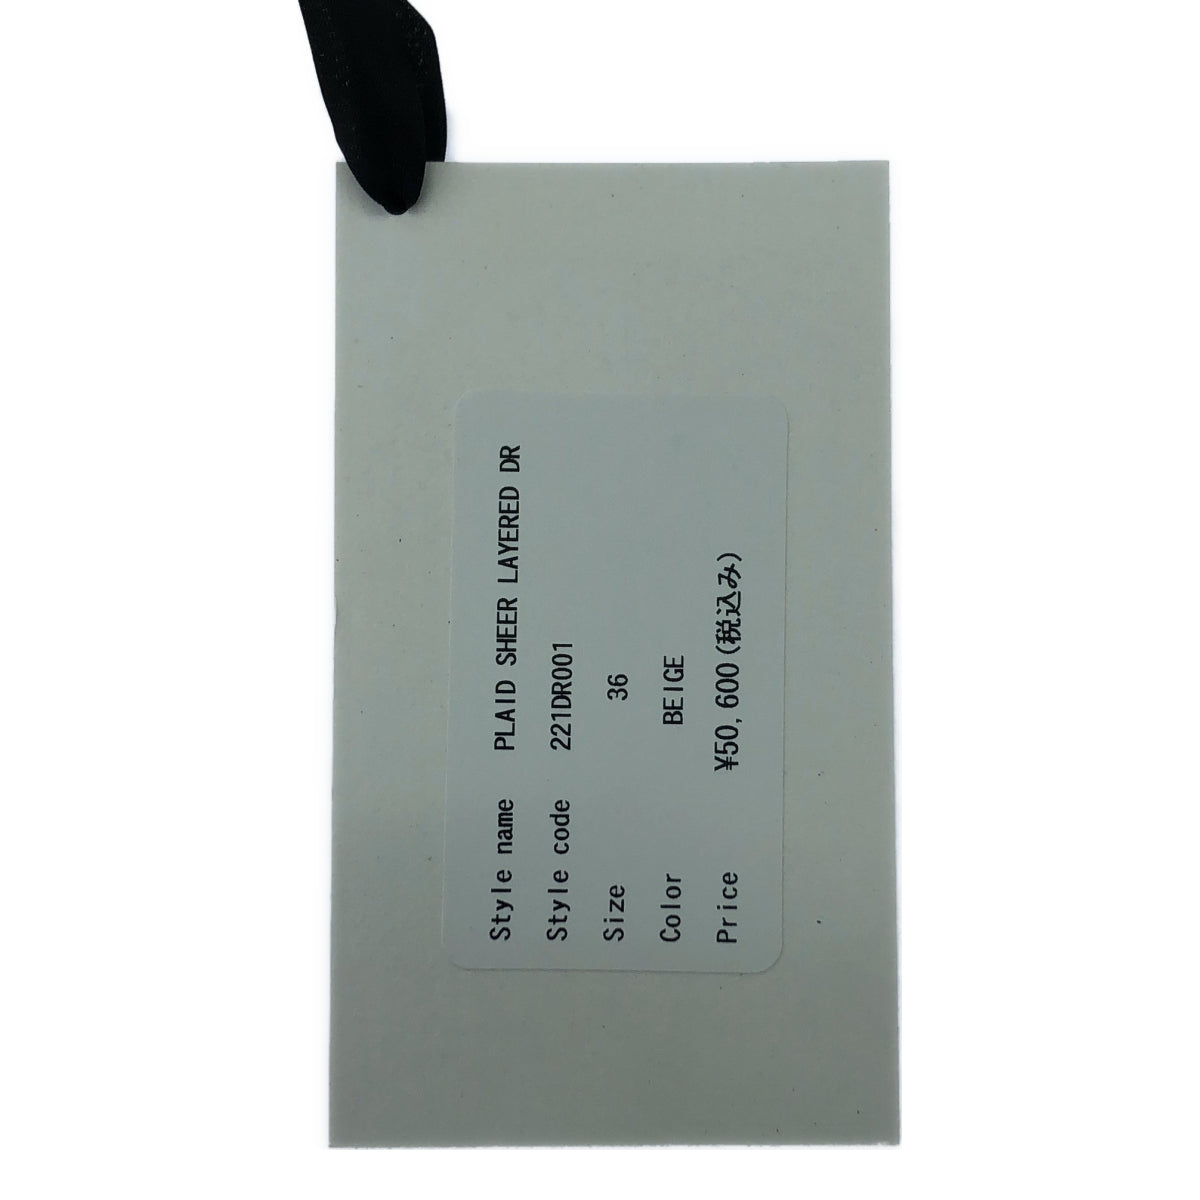 Style name PLAID SHEER LAYERED DR
Style code 221DR001
Size 36
Color BEIGE
Price ¥50,600(税込み)